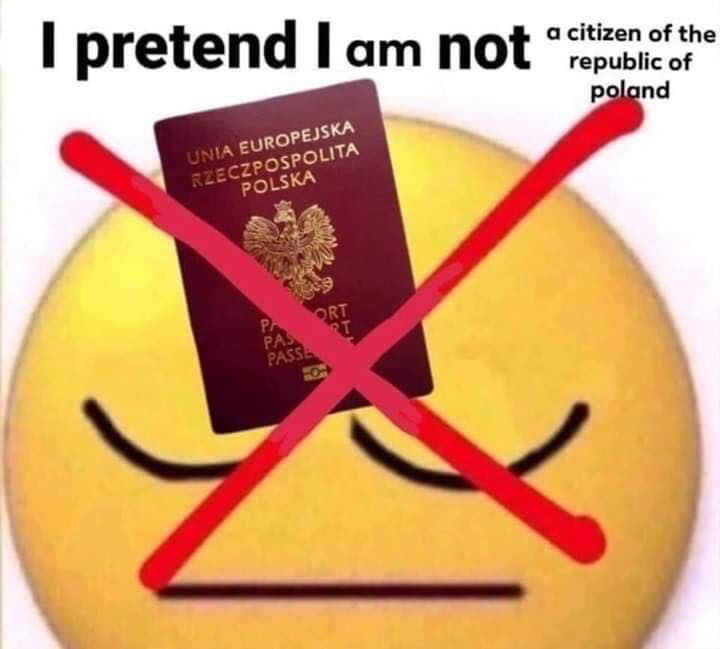 I pretend I am not a citizen of the
republic of
poland
UNIA EUROPEJSKA
RZECZPOSPOLITA
POLSKA